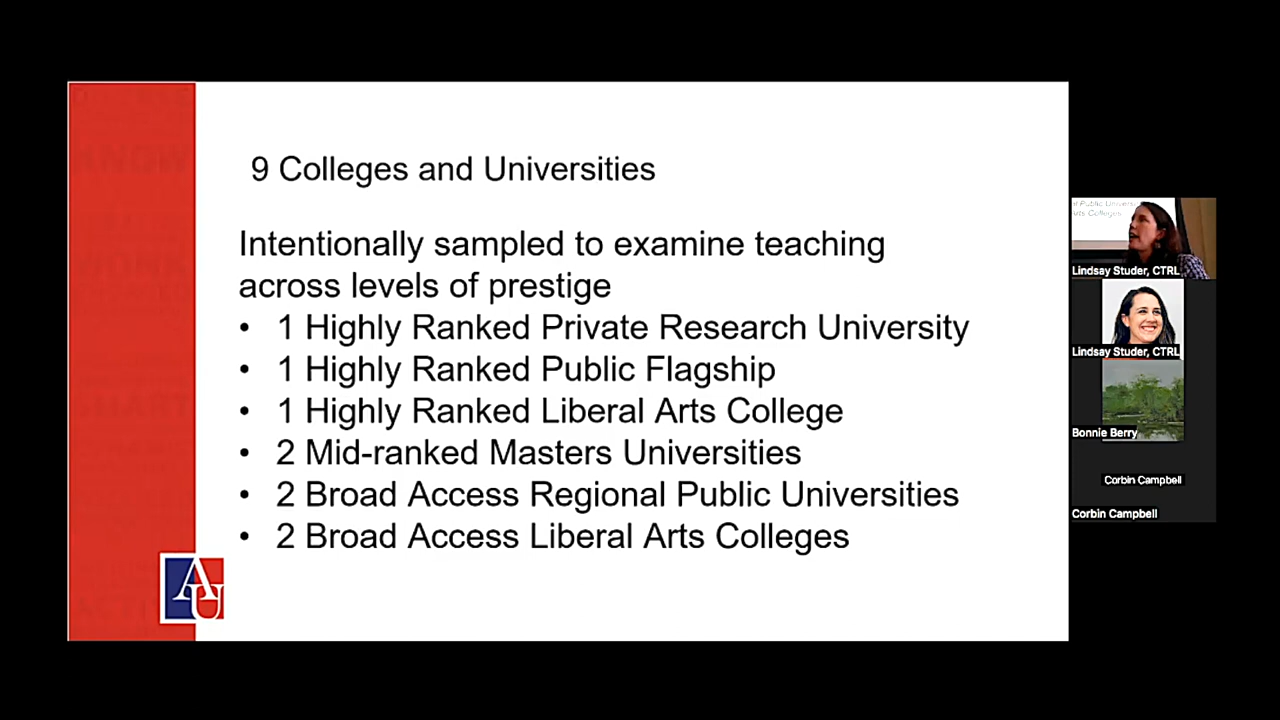 9 Colleges and Universities
Intentionally sampled to examine teaching
across levels of prestige
• 1 Highly Ranked Private Research University
• 1 Highly Ranked Public Flagship
• 1 Highly Ranked Liberal Arts College
• 2 Mid-ranked Masters Universities
• 2 Broad Access Regional Public Universities
• 2 Broad Access Liberal Arts Colleges
AU
Lindsay Studer, CTRL
Lindsay Studer, CTRL
Bonnie Berry
Corbin Campbell
Corbin Campbell